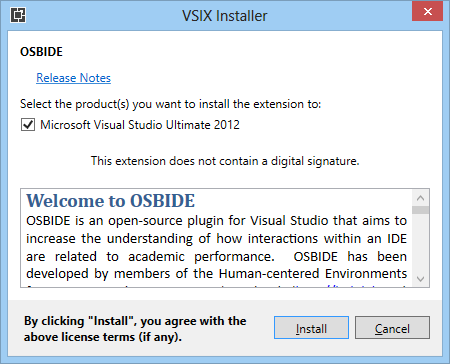 VSIX Installer
OSBIDE
Release Notes
Select the product(s) you want to install the extension to:
Microsoft Visual Studio Ultimate 2012
This extension does not contain a digital signature.
Welcome to OSBIDE
OSBIDE is an open-source plugin for Visual Studio that aims to
increase the understanding of how interactions within an IDE
are related to academic performance. OSBIDE has been
developed by members of the Human-centered Environments
By clicking "Install", you agree with the
above license terms (if any).
Install
Cancel